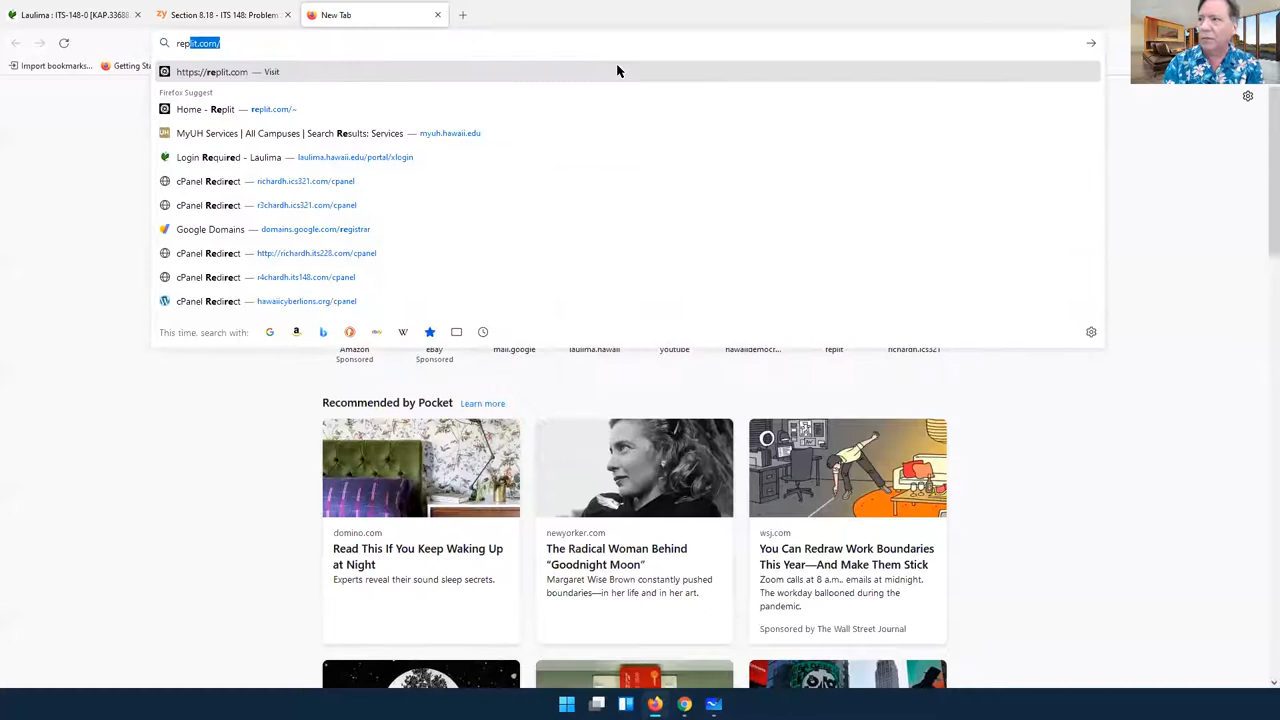 Laulima : ITS-148-0 [KAP.33688
Section 8.18 - ITS 148: Problem
New Tab
replit.com/
Import bookmarks...
Getting Sta
https://replit.com — Visit
Firefox Suggest
Home - Replit — replit.com/~
MyUH Services | All Campuses | Search Results: Services — myuh.hawaii.edu
Login Required - Laulima — laulima.hawaii.edu/portal/xlogin
cPanel Redirect — richardh.ics321.com/cpanel
cPanel Redirect — r3chardh.ics321.com/cpanel
Google Domains — domains.google.com/registrar
cPanel Redirect — http://richardh.its228.com/cpanel
cPanel Redirect — r4chardh.its148.com/cpanel
cPanel Redirect — hawaiicyberlions.org/cpanel
This time, search with:
Amazon
Sponsored
eBay
Sponsored
mail.google
laulima.hawaii
youtube
hawaiidemocr...
replit
richardh.ics321
Recommended by Pocket Learn more
domino.com
Read This If You Keep Waking Up
at Night
Experts reveal their sound sleep secrets.
newyorker.com
The Radical Woman Behind
“Goodnight Moon”
Margaret Wise Brown constantly pushed
boundaries—in her life and in her art.
wsj.com
You Can Redraw Work Boundaries
This Year—And Make Them Stick
Zoom calls at 8 a.m., emails at midnight.
The workday ballooned during the
pandemic.
Sponsored by The Wall Street Journal